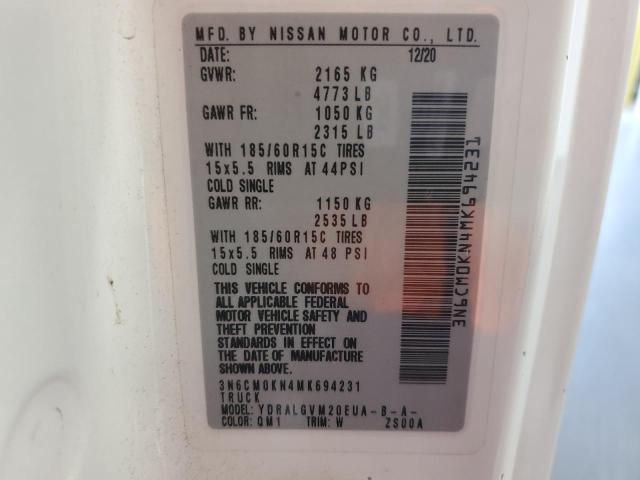 MFD. BY NISSAN MOTOR CO., LTD.
DATE: 12/20
GVWR: 2165 KG
4773 LB
GAWR FR: 1050 KG
2315 LB
WITH 185/60R15C TIRES
15x5.5 RIMS AT 44PSI
COLD SINGLE
GAWR RR: 1150 KG
2535 LB
WITH 185/60R15C TIRES
15x5.5 RIMS AT 48 PSI
COLD SINGLE
THIS VEHICLE CONFORMS TO
ALL APPLICABLE FEDERAL
MOTOR VEHICLE SAFETY AND
THEFT PREVENTION
STANDARDS IN EFFECT ON
THE DATE OF MANUFACTURE
SHOWN ABOVE.
3N6CM0KN4MK694231
TRUCK
MODEL: YDRALGVM20EUA-B-A-
COLOR: QM1 TRIM: W ZS00A
3N6CM0KN4MK694231